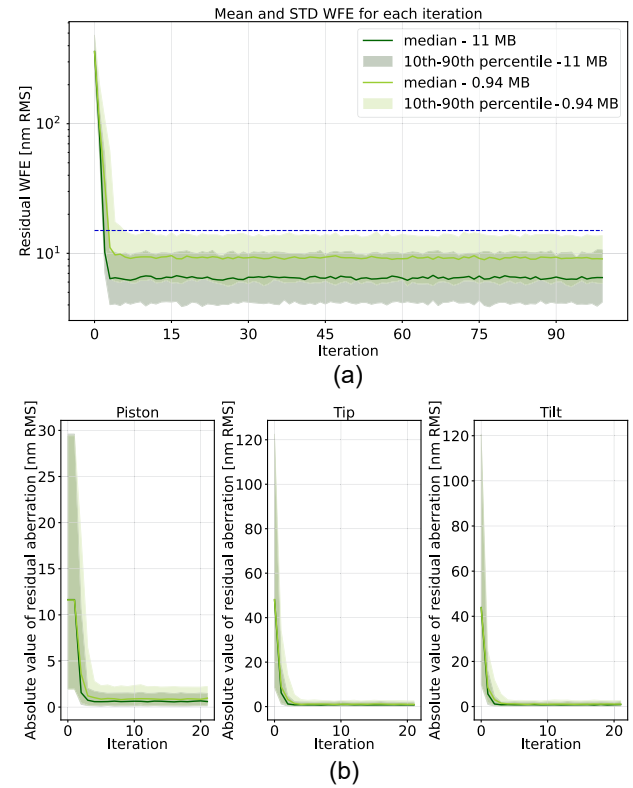 (a)
Mean and STD WFE for each iteration
median - 11 MB
10th-90th percentile -11 MB
median - 0.94 MB
10th-90th percentile - 0.94 MB
Residual WFE [nm RMS]
10²
10¹
0 15 30 45 60 75 90
Iteration
(a)
Piston Tip Tilt
Absolute value of residual aberration [nm RMS]
30
25
20
15
10
5
0
0 10 20
Iteration
Absolute value of residual aberration [nm RMS]
120
100
80
60
40
20
0
0 10 20
Iteration
Absolute value of residual aberration [nm RMS]
120
100
80
60
40
20
0
0 10 20
Iteration
(b)